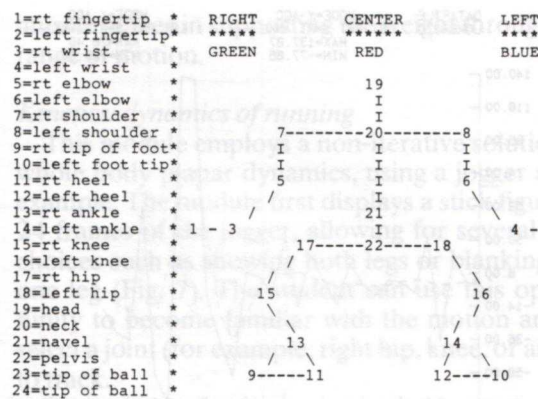 1=rt fingertip * RIGHT CENTER LEFT
2=left fingertip* ***** ****** ****
3=rt wrist * GREEN RED BLUE
4=left wrist *
5=rt elbow * 19
6=left elbow * I
7=rt shoulder * I
8=left shoulder * 7-------20------8
9=rt tip of foot* I I I
10=left foot tip* I I I
11=rt heel * 5 I 6
12=left heel * I
13=rt ankle * / 21 \
14=left ankle * 1 3 I 4
15=rt knee * 17----22---18
16=left knee * / \
17=rt hip * / \
18=left hip * 15 16
19=head * \ /
20=neck * \ /
21=navel * 13 14
22=pelvis * / \ / \
23=tip of ball * 9-----11 12----10
24=tip of ball *